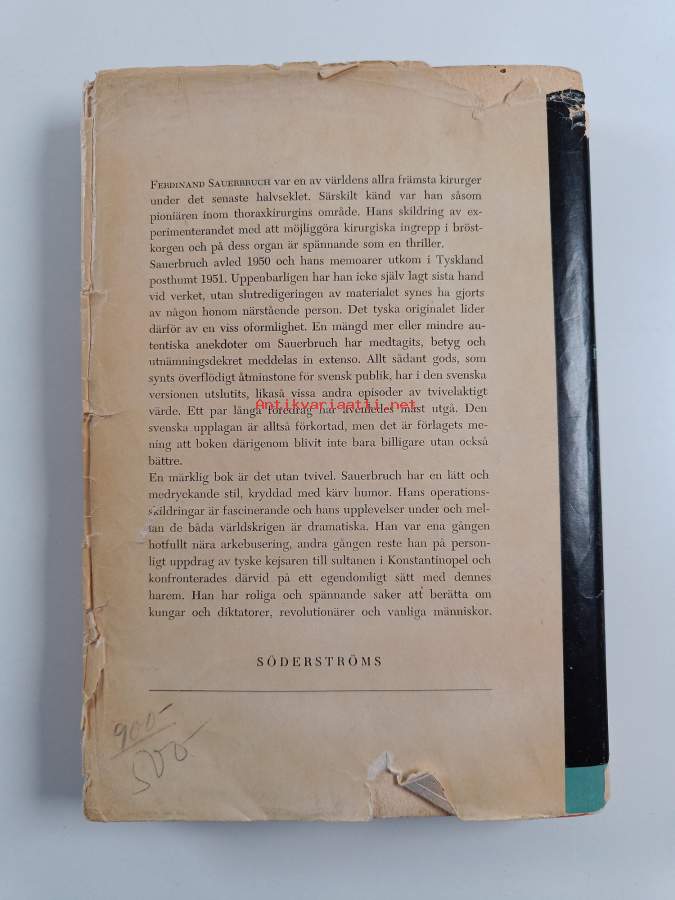 FERDINAND SAUERBRUCH var en av världens allra främsta kirurger
under det senaste halvseklet. Särskilt känd var han såsom
pioniären inom thoraxkirurgins område. Hans skildring av ex-
perimenterandet med att möjliggöra kirurgiska ingrepp i bröst-
korgen och på dess organ är spännande som en thriller.
Sauerbruch avled 1950 och hans memoarer utkom i Tyskland
posthumt 1951. Uppenbarligen har han icke själv lagt sista hand
vid verket, utan slutredigeringen av materialet synes ha gjorts
av någon honom närstående person. Det tyska originalet lider
därför av en viss oformlighet. En mängd mer eller mindre au-
tentiska anekdoter om Sauerbruch har medtagits, betyg och
utnämningsdekret meddelas in extenso. Allt sådant gods, som
synts överflödigt åtminstone för svensk publik, har i den svenska
versionen utslutits, likaså vissa andra episoder av tvivelaktigt
Antikvariaatti.net
värde. Ett par långa föredrag har ävenledes måst utgå. Den
svenska upplagan är alltså förkortad, men det är förlagets me-
ning att boken därigenom blivit inte bara billigare utan också
bättre.
En märklig bok är det utan tvivel. Sauerbruch har en lätt och
medryckande stil, kryddad med kärv humor. Hans operations-
skildringar är fascinerande och hans upplevelser under och mel-
lan de båda världskrigen är dramatiska. Han var ena gången
hotfullt nära arkebusering, andra gången reste han på person-
ligt uppdrag av tyske kejsaren till sultanen i Konstantinopel och
konfronterades därvid på ett egendomligt sätt med dennes
harem. Han har roliga och spännande saker att berätta om
kungar och diktatorer, revolutionärer och vanliga människor.
SÖDERSTRÖMS
900-
500-